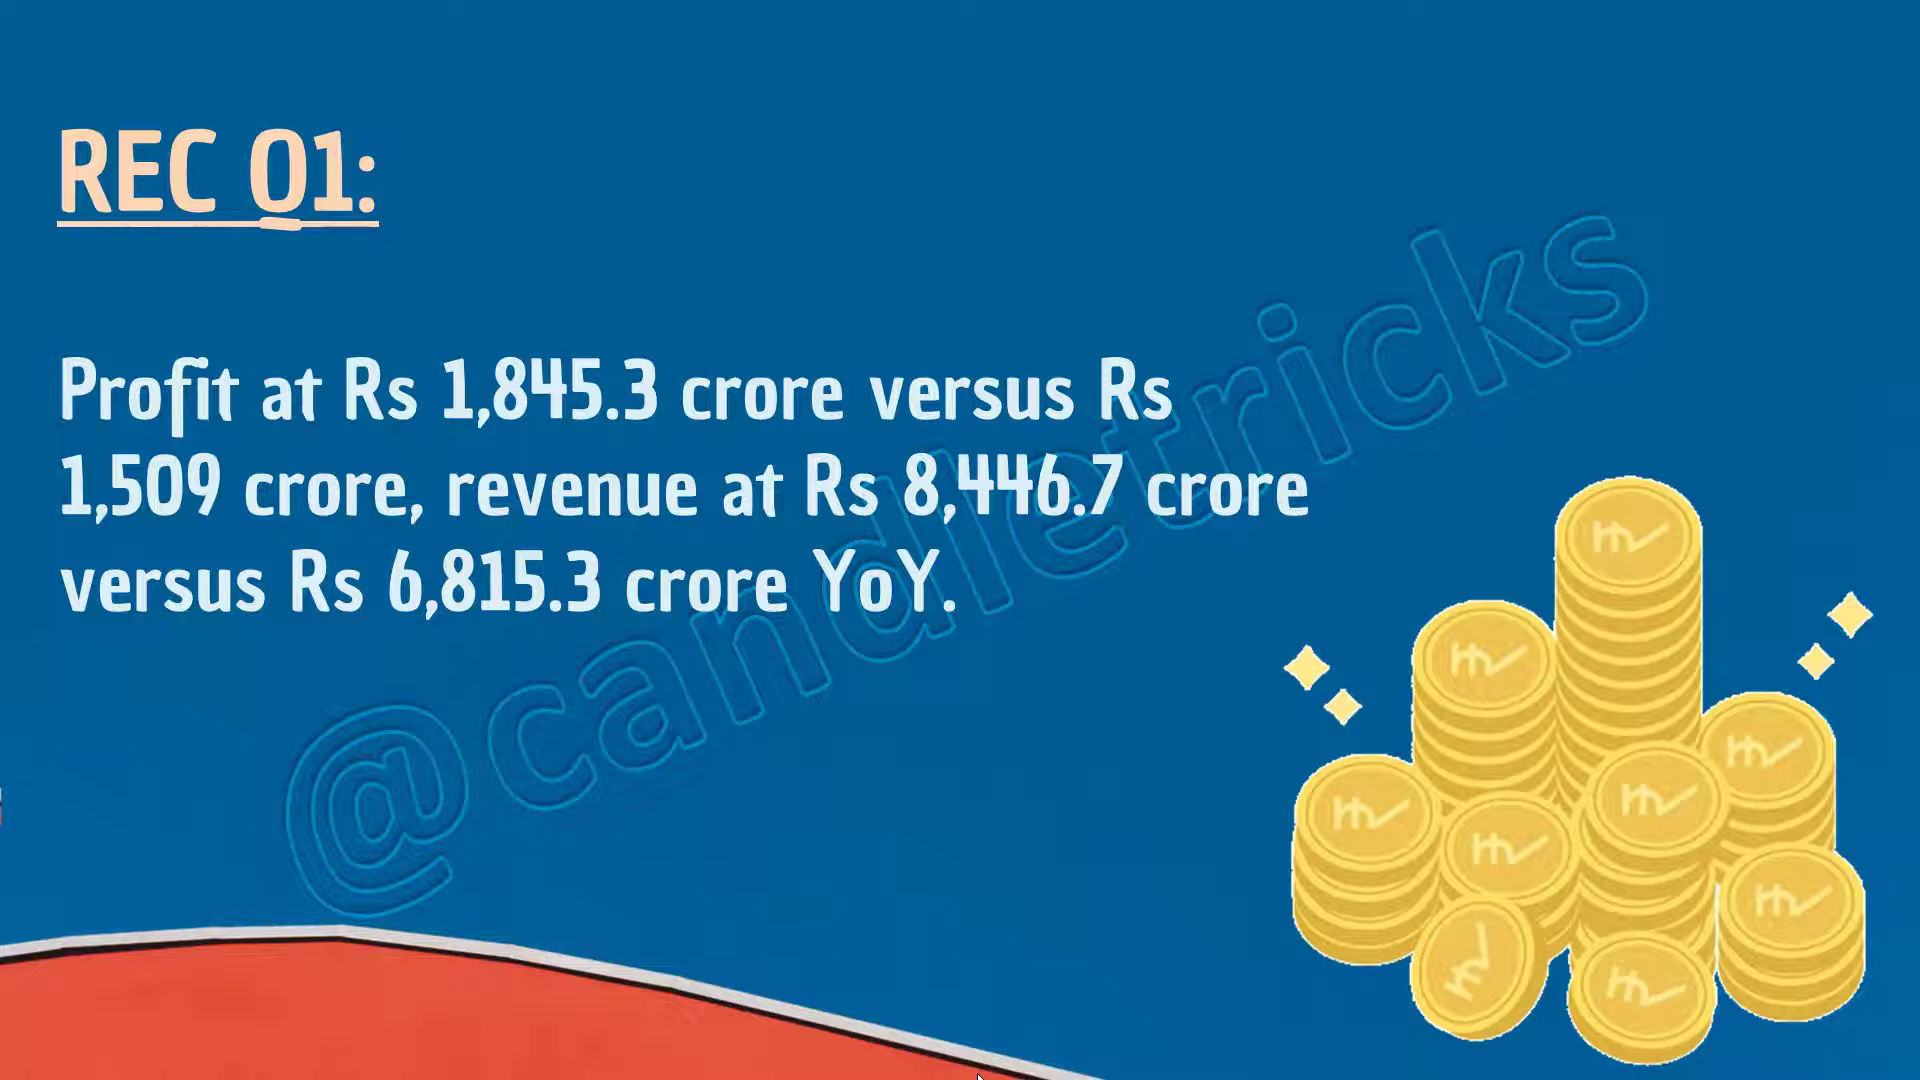 REC Q1:
Profit at Rs 1,845.3 crore versus Rs
1,509 crore, revenue at Rs 8,446.7 crore
versus Rs 6,815.3 crore YoY.
@candletricks